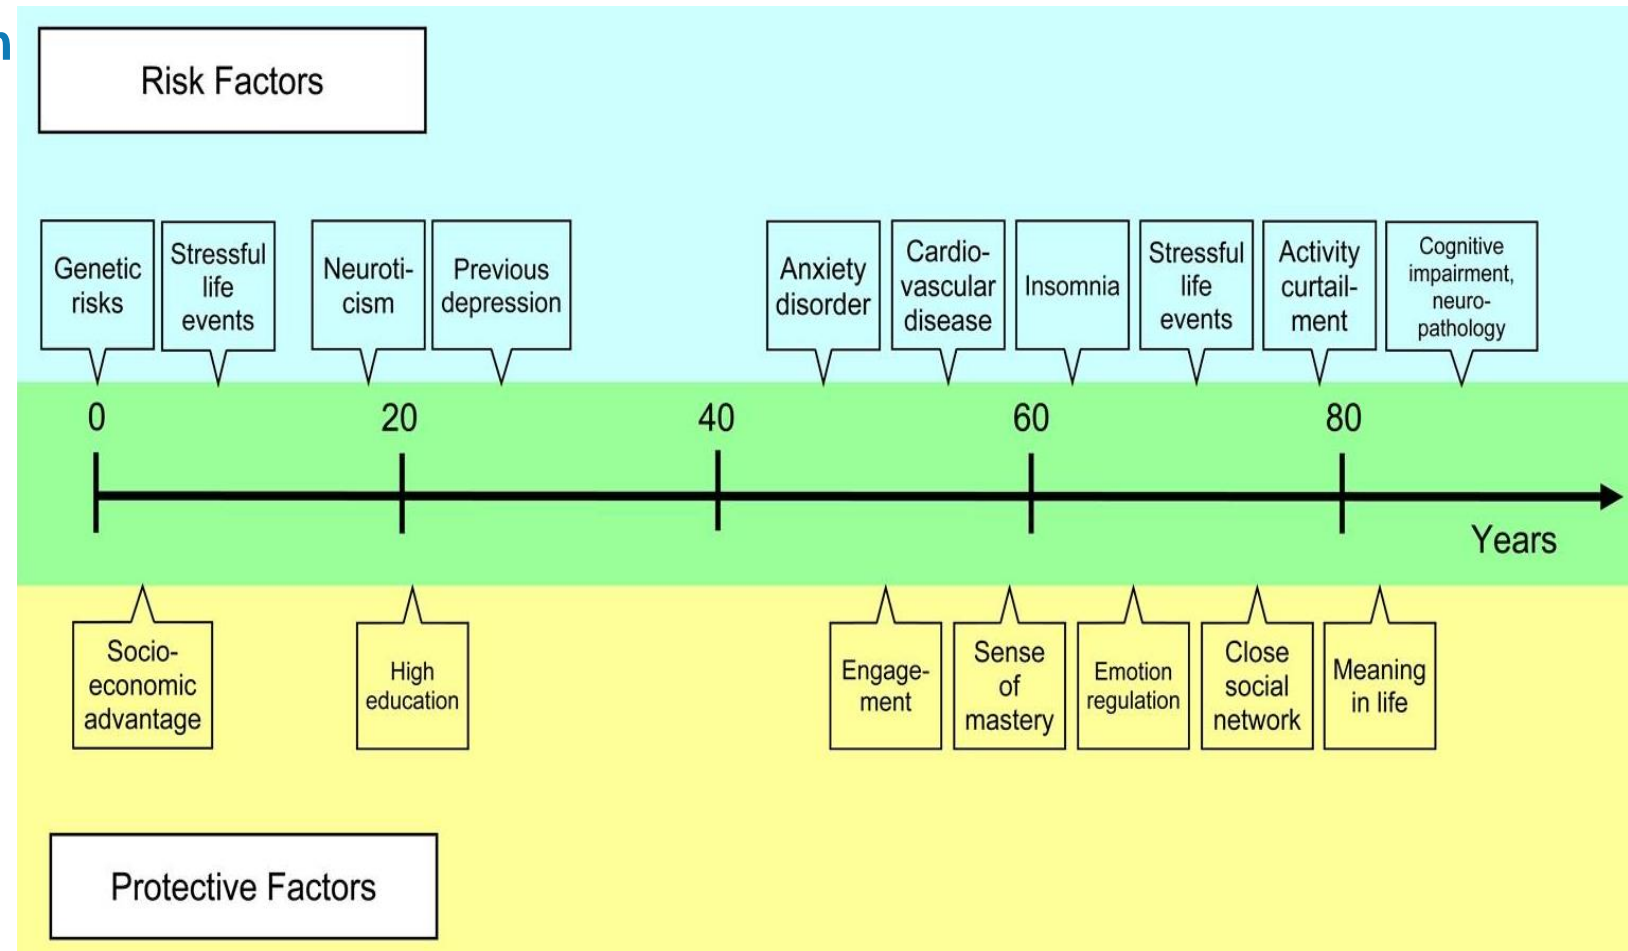 n
Risk Factors
Genetic
risks
Stressful
life
events
Neuroti-
cism
Previous
depression
Anxiety
disorder
Cardio-
vascular
disease
Insomnia
Stressful
life
events
Activity
curtail-
ment
Cognitive
impairment,
neuro-
pathology
0
20
40
60
80
Years
Socio-
economic
advantage
High
education
Engage-
ment
Sense
of
mastery
Emotion
regulation
Close
social
network
Meaning
in life
Protective Factors